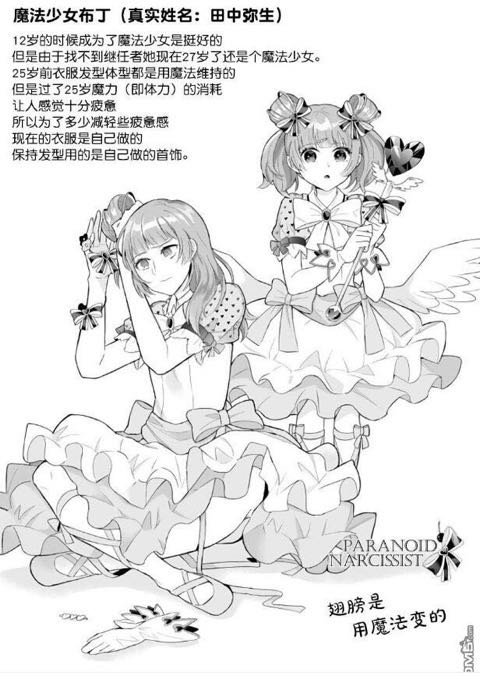 魔法少女布丁（真实姓名：田中弥生）
12岁的时候成为了魔法少女是挺好的
但是由于找不到继任者她现在27岁了还是个魔法少女。
25岁前衣服发型体型都是用魔法维持的
但是过了25岁魔力（即体力）的消耗
让人感觉十分疲惫
所以为了多少减轻些疲惫感
现在的衣服是自己做的
保持发型用的是自己做的首饰。
PARANOID
NARCISSIST
翅膀是
用魔法变的